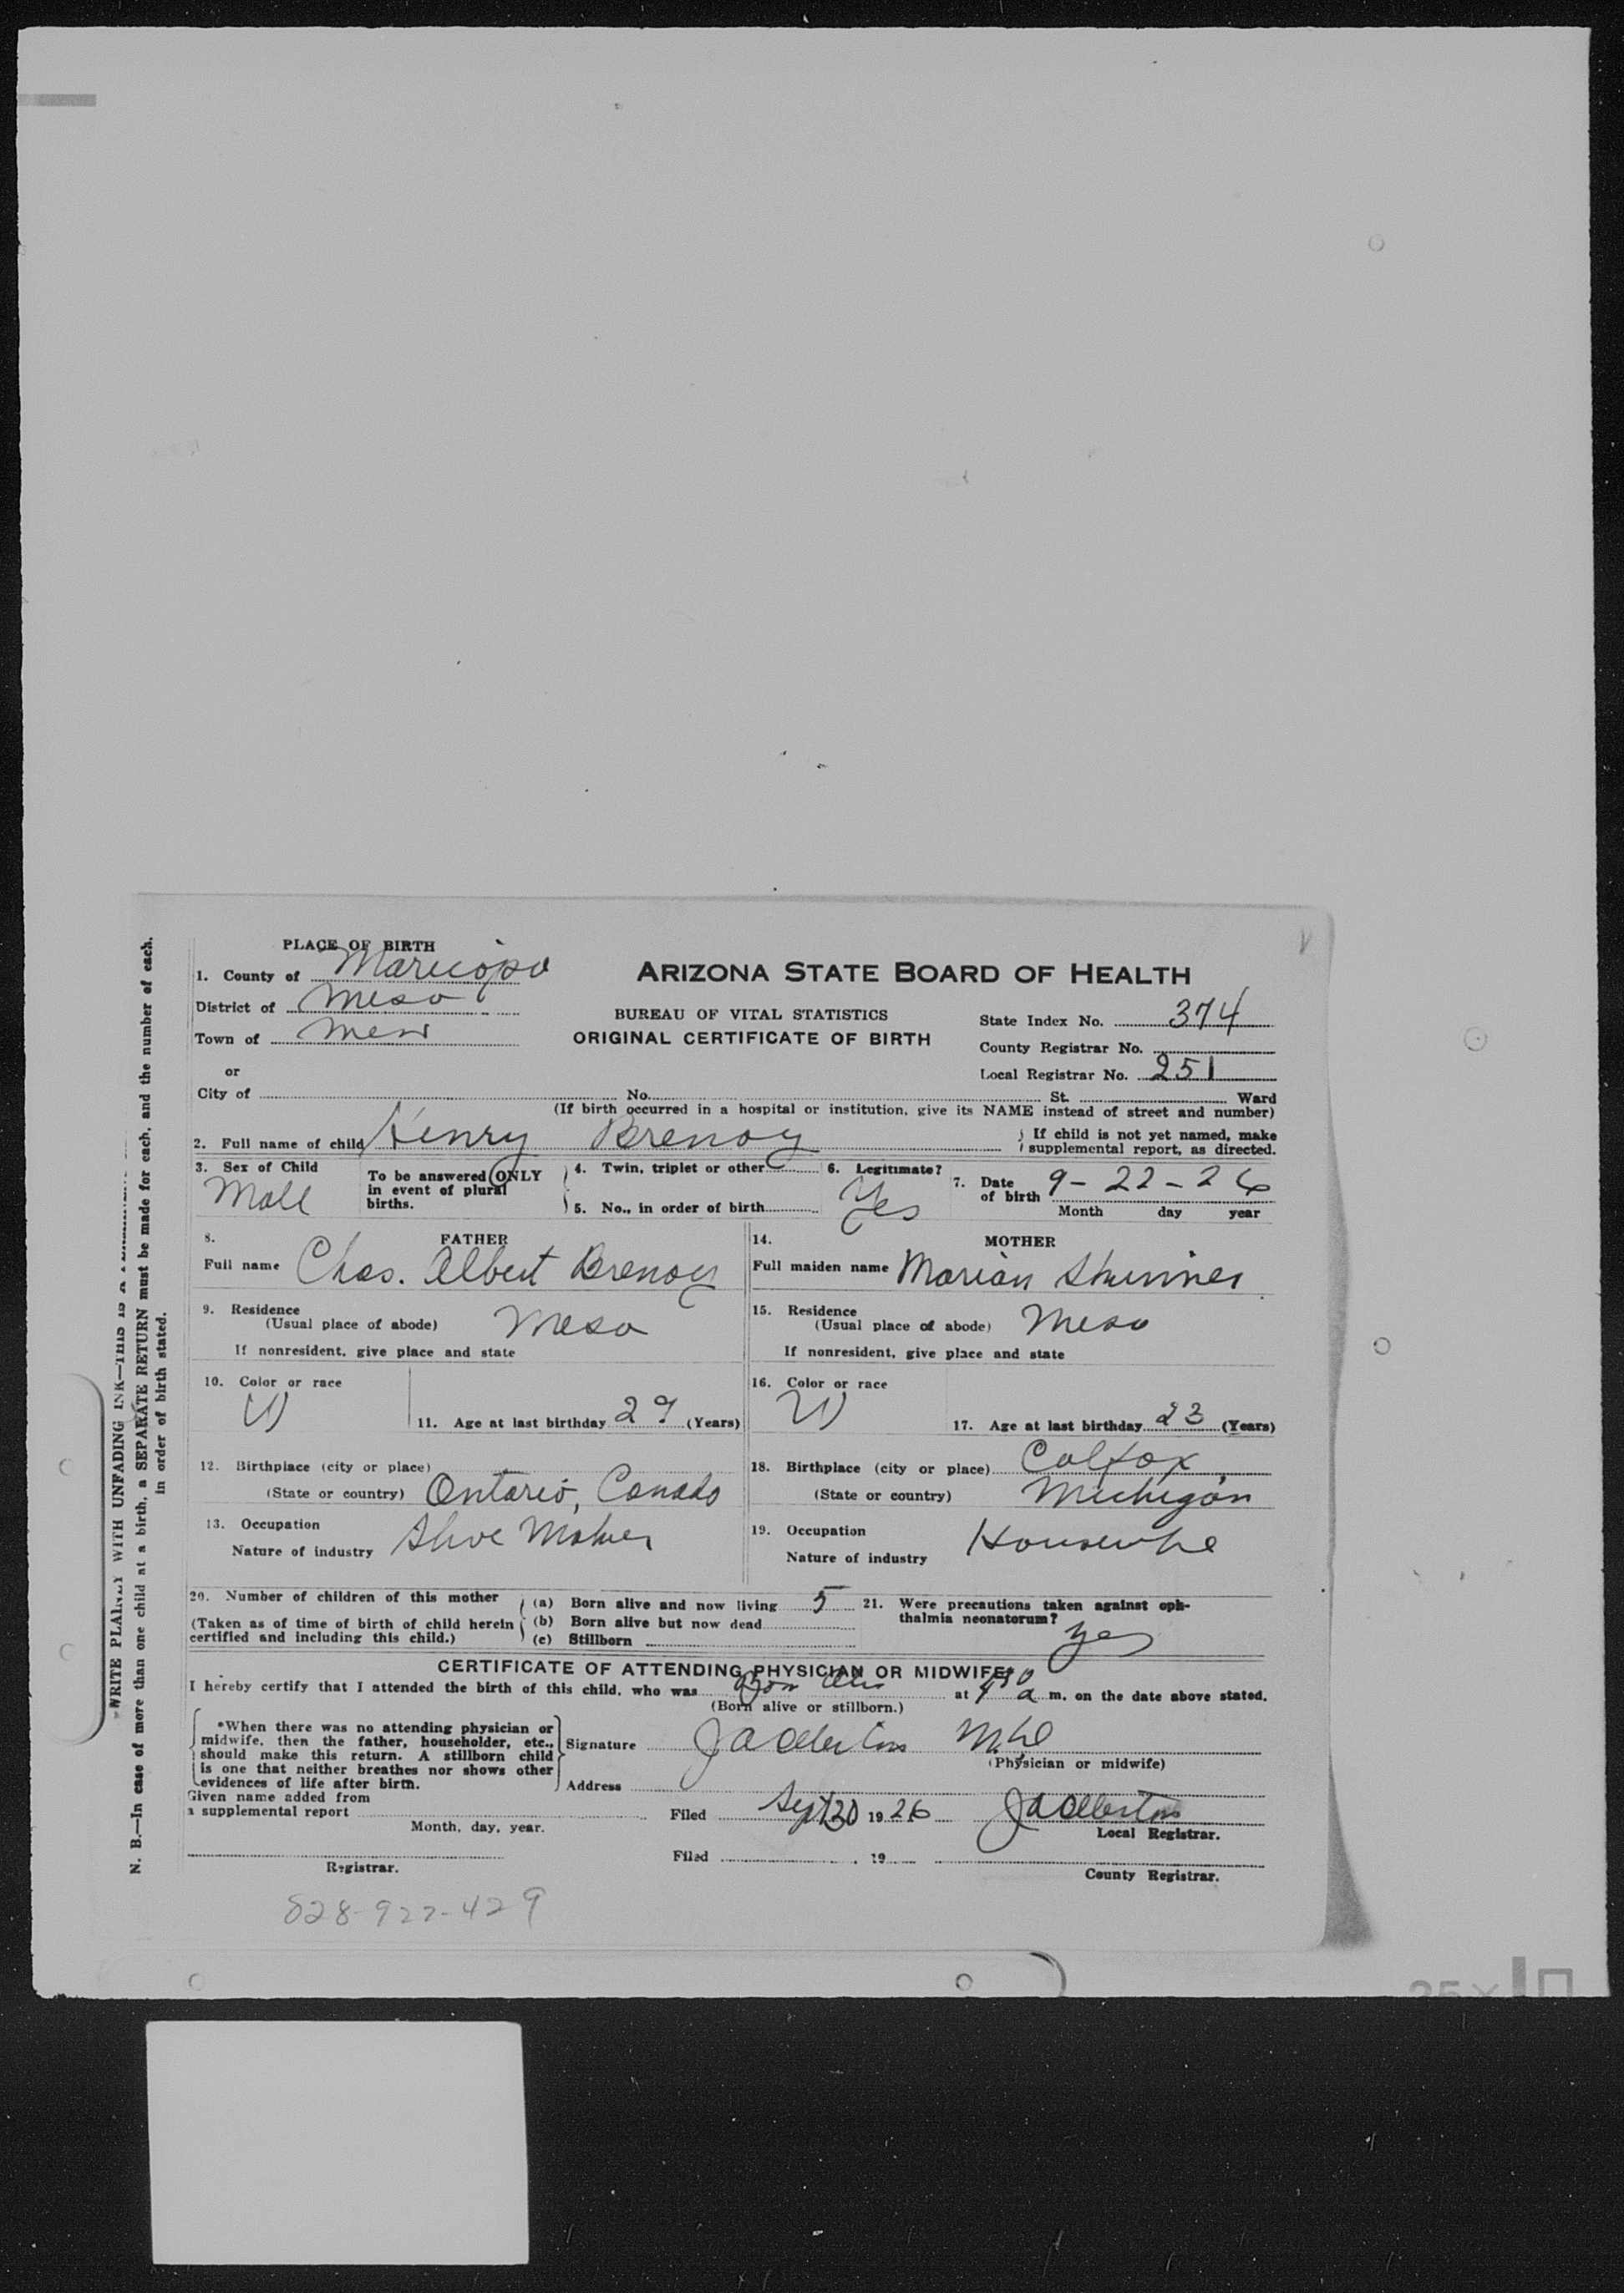 PLACE OF BIRTH
1. County of Maricopa
District of Mesa
Town of Mesa
or
City of No. St. Ward
ARIZONA STATE BOARD OF HEALTH
BUREAU OF VITAL STATISTICS
ORIGINAL CERTIFICATE OF BIRTH
State Index No. 374
County Registrar No.
Local Registrar No. 251
(If birth occurred in a hospital or institution, give its NAME instead of street and number)
2. Full name of child Henry Brenoy
If child is not yet named, make
supplemental report, as directed.
3. Sex of Child
Male
To be answered ONLY
in event of plural
births.
4. Twin, triplet or other
5. No., in order of birth
6. Legitimate?
Yes
7. Date
of birth 9-22-26
Month day year
8. FATHER
Full name Chas. Albert Brenoy
9. Residence
(Usual place of abode) Mesa
If nonresident, give place and state
10. Color or race
W
11. Age at last birthday 29 (Years)
12. Birthplace (city or place)
(State or country) Ontario, Canada
13. Occupation
Nature of industry Shoe Maker
14. MOTHER
Full maiden name Marian
15. Residence
(Usual place of abode) Mesa
If nonresident, give place and state
16. Color or race
W
17. Age at last birthday 23 (Years)
18. Birthplace (city or place) Colfax,
(State or country) Michigan
19. Occupation
Nature of industry Housewife
20. Number of children of this mother
(Taken as of time of birth of child herein
certified and including this child.)
(a) Born alive and now living 5
(b) Born alive but now dead
(c) Stillborn
21. Were precautions taken against oph-
thalmia neonatorum?
Yes
CERTIFICATE OF ATTENDING PHYSICIAN OR MIDWIFE*
I hereby certify that I attended the birth of this child, who was Born at 4 30 a m. on the date above stated.
(Born alive or stillborn.)
*When there was no attending physician or
midwife, then the father, householder, etc.,
should make this return. A stillborn child
is one that neither breathes nor shows other
evidences of life after birth.
Signature M.D.
(Physician or midwife)
Address
Given name added from
a supplemental report
Month, day, year.
Registrar.
Filed Sept 30 1926
Local Registrar.
Filed , 19
County Registrar.
828-922-429
WRITE PLAINLY WITH UNFADING INK—THIS IS A
N. B.—In case of more than one child at a birth, a SEPARATE RETURN must be made for each, and the number of each,
in order of birth stated.